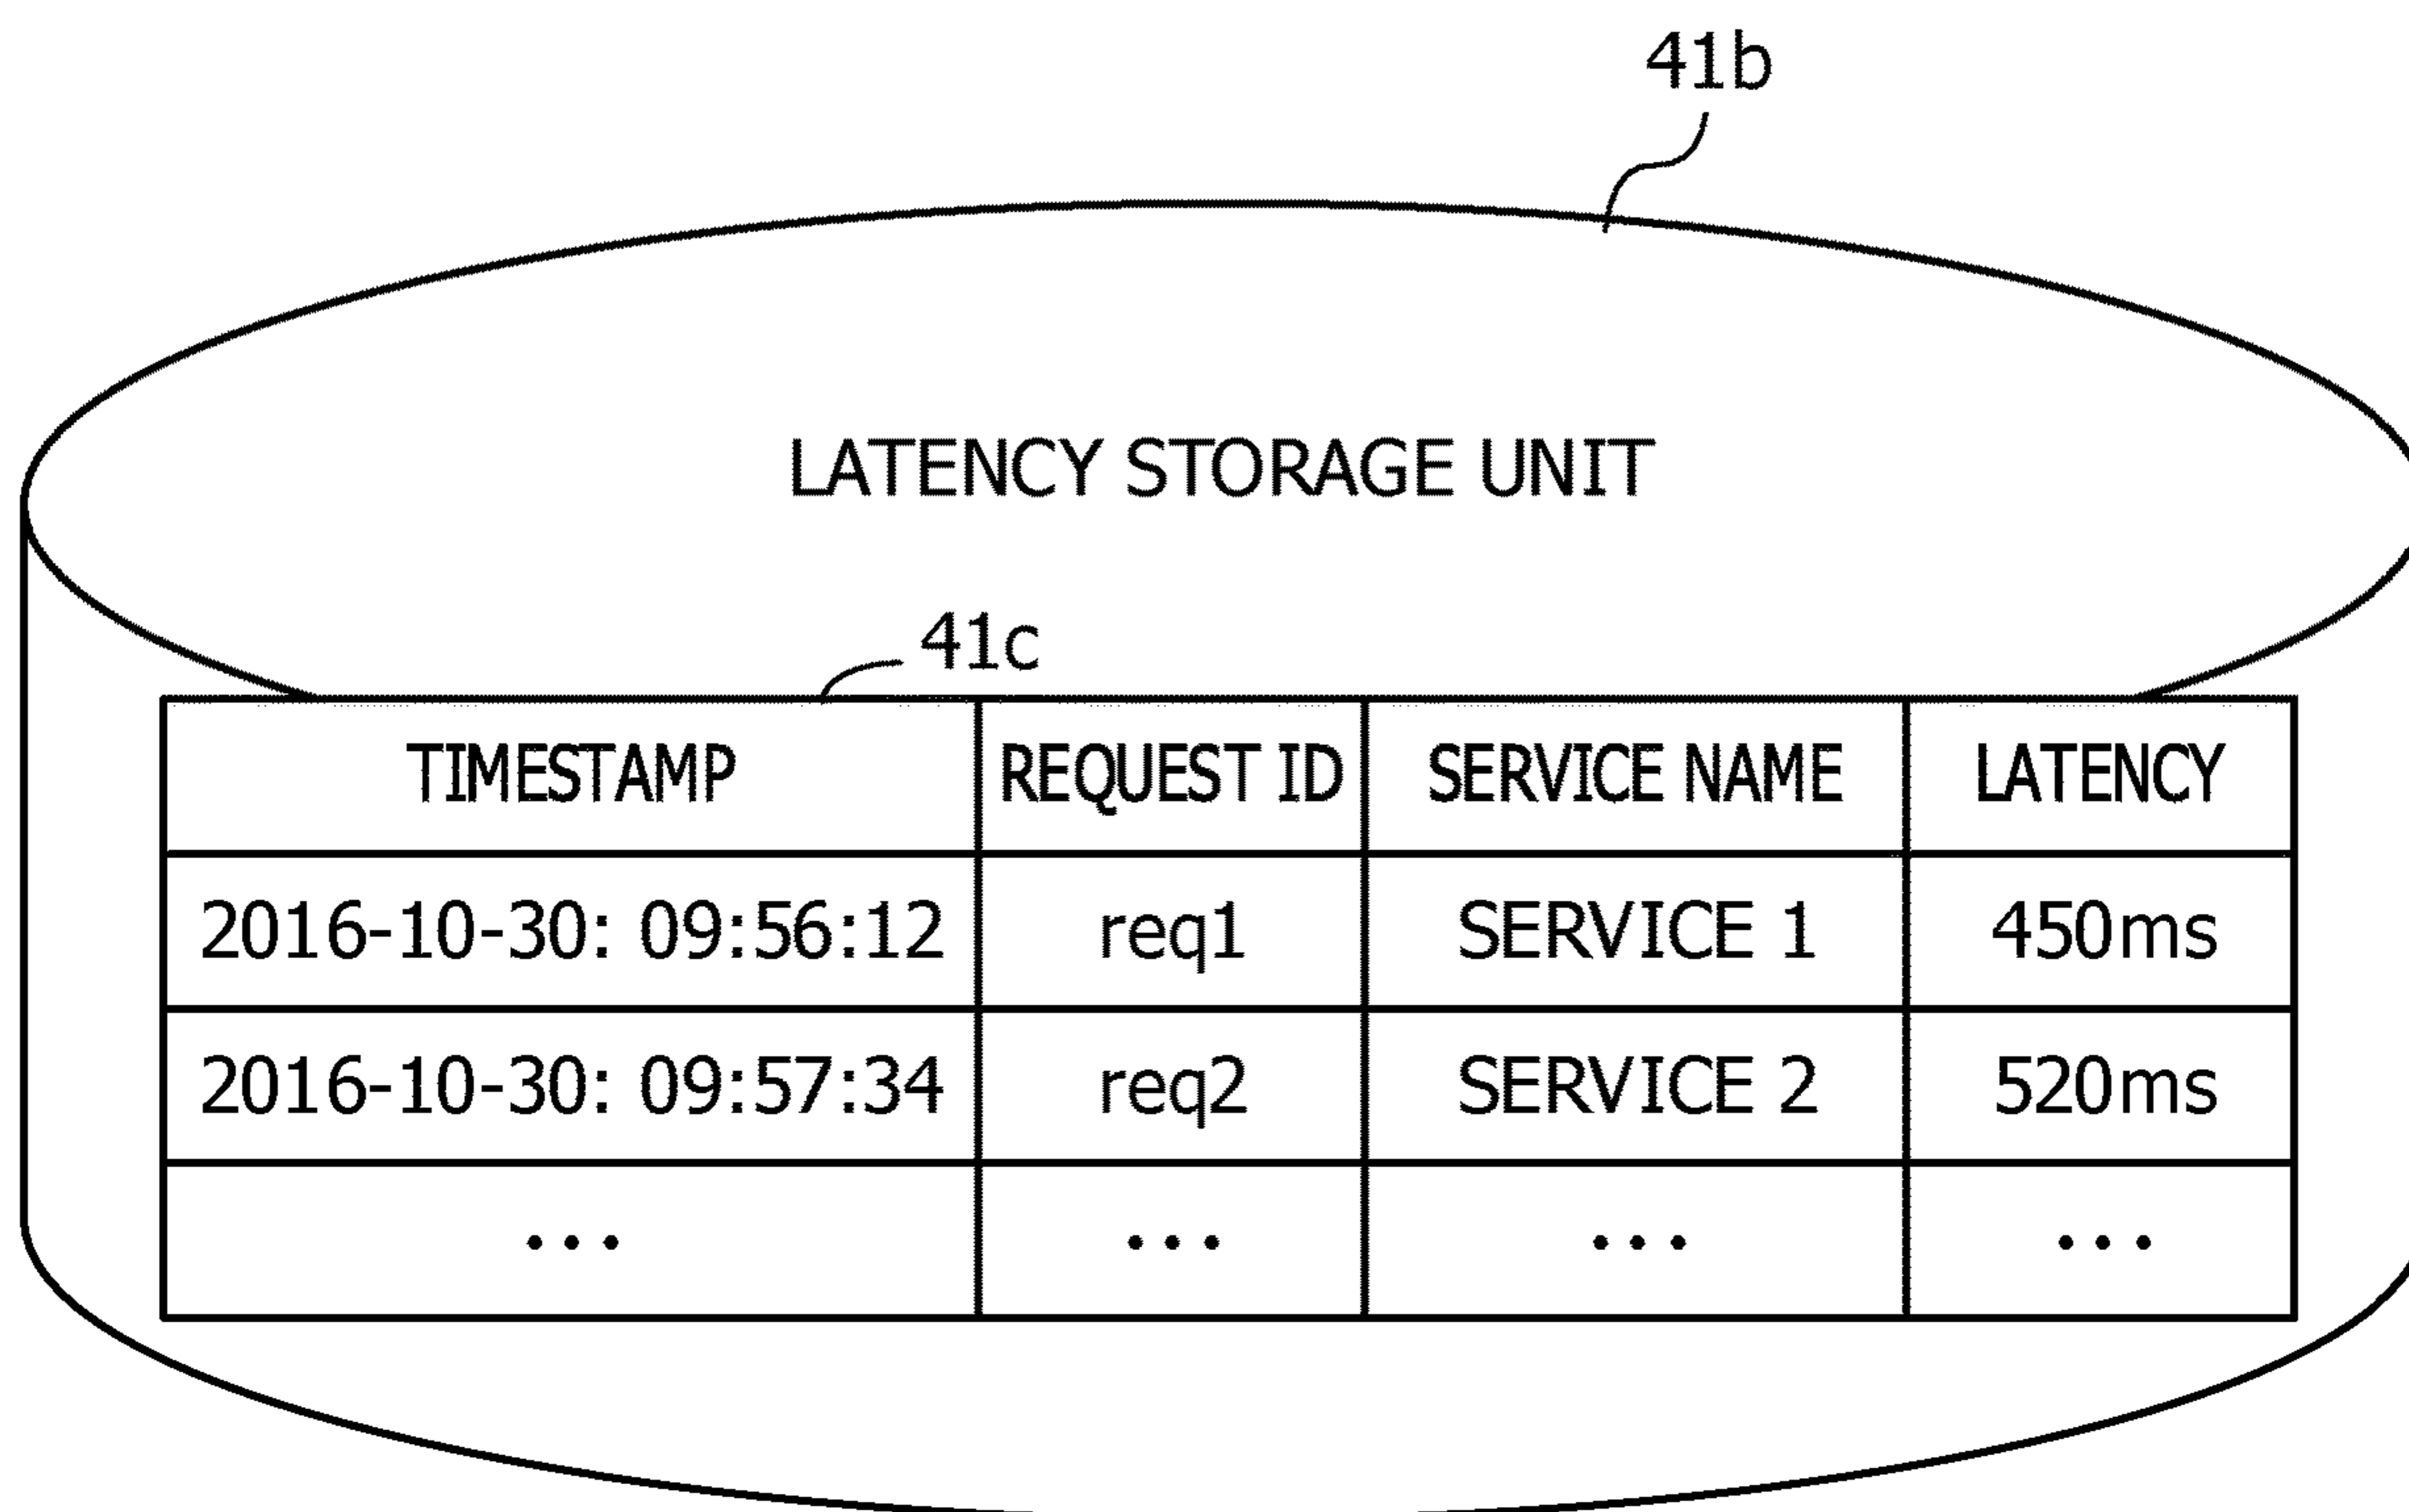 41b
LATENCY STORAGE UNIT
41c
TIMESTAMP REQUEST ID SERVICE NAME LATENCY
2016-10-30: 09:56:12 req1 SERVICE 1 450ms
2016-10-30: 09:57:34 req2 SERVICE 2 520ms
... ... ... ...